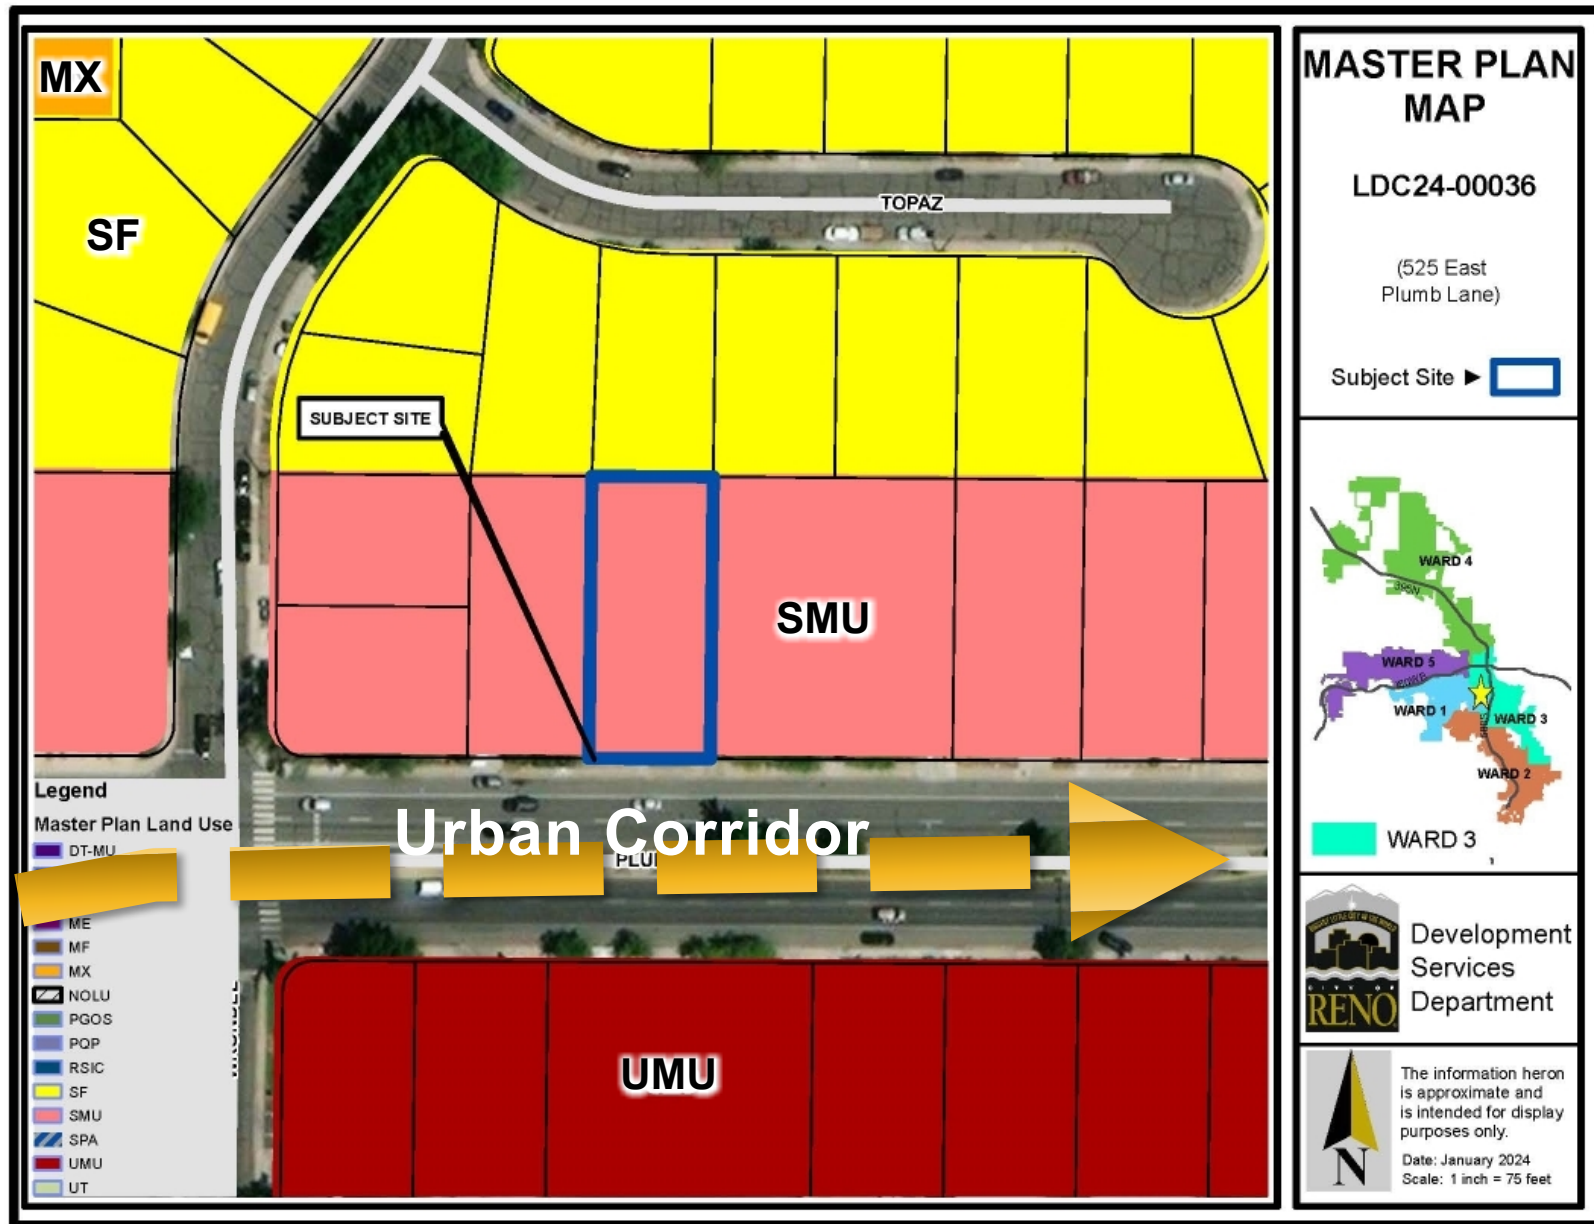 MX
SF
TOPAZ
SUBJECT SITE
SMU
Urban Corridor
UMU
Legend
Master Plan Land Use
DT-MU
ME
MF
MX
NOLU
PGOS
PQP
RSIC
SF
SMU
SPA
UMU
UT
MASTER PLAN
MAP
LDC24-00036
(525 East
Plumb Lane)
Subject Site ►
WARD 4
395N
WARD 5
WARD 1
WARD 3
WARD 2
WARD 3
CITY OF
RENO
Development
Services
Department
The information heron
is approximate and
is intended for display
purposes only.
N
Date: January 2024
Scale: 1 inch = 75 feet